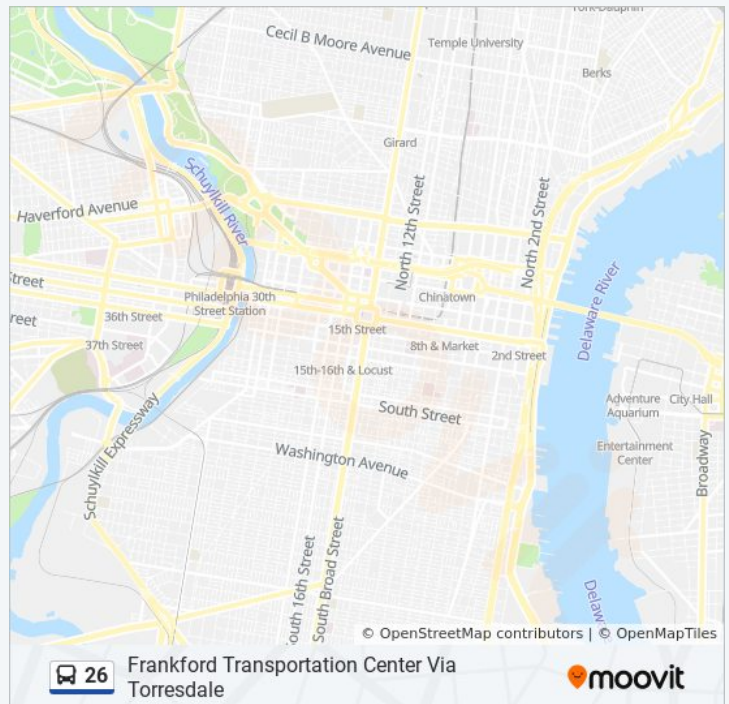 York-Dauphin
Cecil B Moore Avenue
Temple University
Berks
Girard
Schuylkill River
Haverford Avenue
North 12th Street
North 2nd Street
Delaware River
Street
Philadelphia 30th
Street Station
Chinatown
36th Street
reet
15th Street
37th Street
8th & Market
2nd Street
15th-16th & Locust
Adventure
Aquarium
City Hall
South Street
Schuylkill Expressway
Washington Avenue
Entertainment
Center
Broadway
South 16th Street
South Broad Street
Delaw
© OpenStreetMap contributors | © OpenMapTiles
26
Frankford Transportation Center Via
Torresdale
moovit